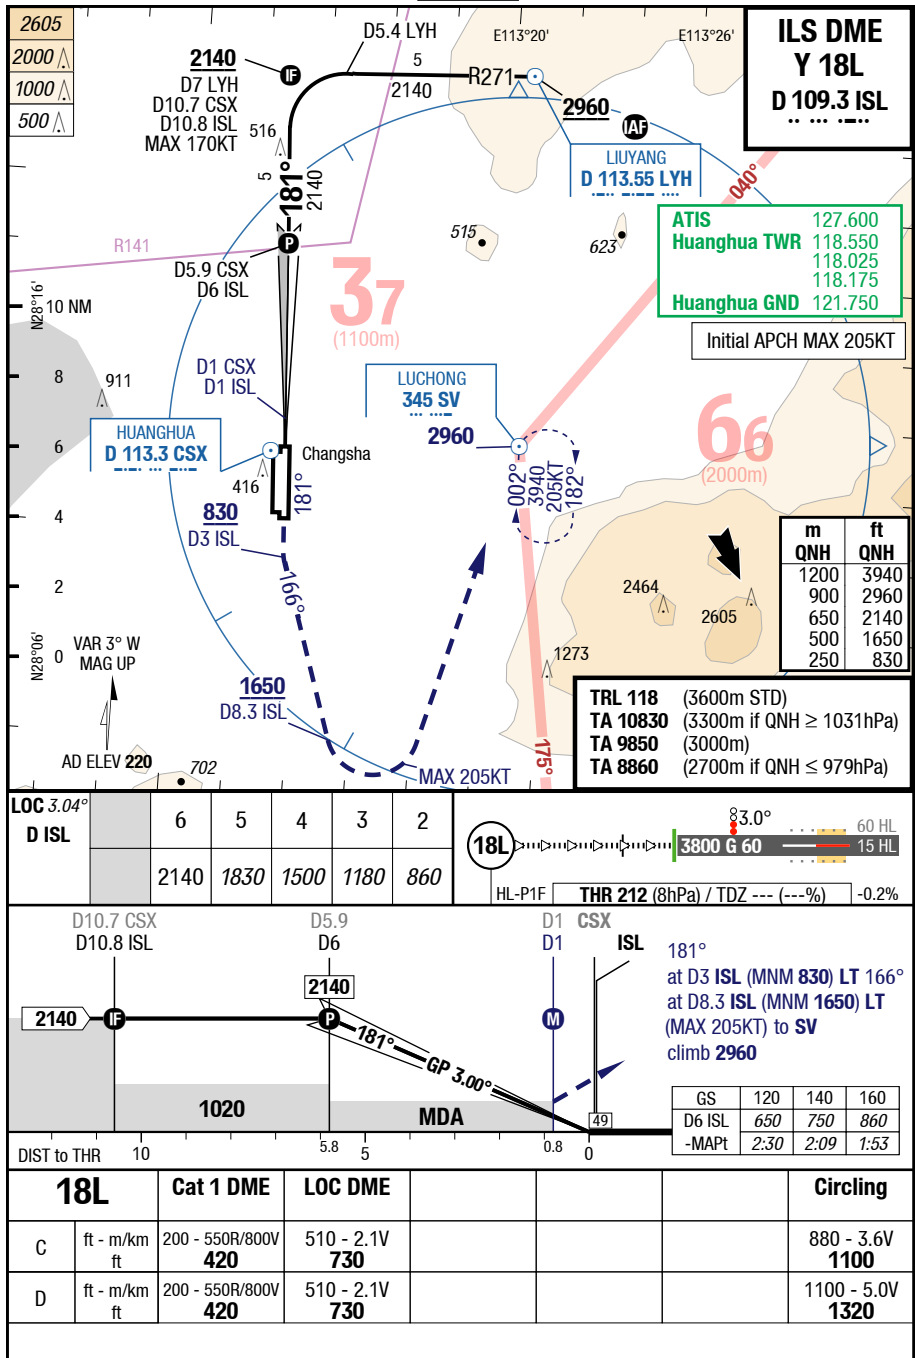 2605
2000
1000
500
2140
IF
D7 LYH
D10.7 CSX
D10.8 ISL
MAX 170KT
D5.4 LYH
5
2140
R271
2960
IAF
E113°20'
E113°26'
ILS DME
Y 18L
D 109.3 ISL
LIUYANG
D 113.55 LYH
516
5
181°
2140
040°
R141
P
D5.9 CSX
D6 ISL
515
623
ATIS 127.600
Huanghua TWR 118.550
118.025
118.175
Huanghua GND 121.750
37
(1100m)
Initial APCH MAX 205KT
N28°16'
10 NM
8
6
4
2
0
N28°06'
911
D1 CSX
D1 ISL
LUCHONG
345 SV
2960
66
(2000m)
HUANGHUA
D 113.3 CSX
Changsha
416
181°
830
D3 ISL
002°
3940
205KT
182°
166°
m ft
QNH QNH
1200 3940
900 2960
650 2140
500 1650
250 830
2464
2605
1273
VAR 3° W
MAG UP
1650
D8.3 ISL
AD ELEV 220
702
MAX 205KT
175°
TRL 118 (3600m STD)
TA 10830 (3300m if QNH ≥ 1031hPa)
TA 9850 (3000m)
TA 8860 (2700m if QNH ≤ 979hPa)
LOC 3.04°
D ISL
6 5 4 3 2
2140 1830 1500 1180 860
18L
3.0°
3800 G 60
60 HL
15 HL
HL-P1F
THR 212 (8hPa) / TDZ --- (---%)
-0.2%
D10.7 CSX D5.9 D1 CSX
D10.8 ISL D6 D1 ISL
2140
IF
2140
P
181°
GP 3.00°
M
181°
at D3 ISL (MNM 830) LT 166°
at D8.3 ISL (MNM 1650) LT
(MAX 205KT) to SV
climb 2960
1020
MDA
49
GS 120 140 160
D6 ISL 650 750 860
-MAPt 2:30 2:09 1:53
DIST to THR 10 5.8 5 0.8 0
18L Cat 1 DME LOC DME Circling
C ft - m/km 200 - 550R/800V 510 - 2.1V 880 - 3.6V
ft 420 730 1100
D ft - m/km 200 - 550R/800V 510 - 2.1V 1100 - 5.0V
ft 420 730 1320